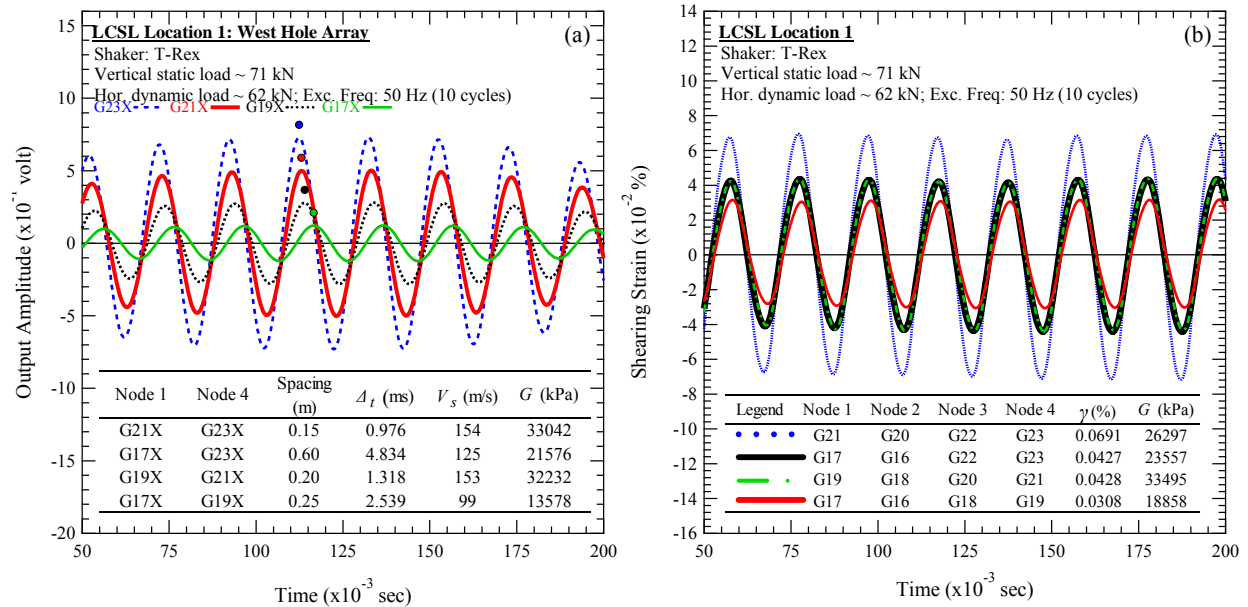 LCSL Location 1: West Hole Array (a)
Shaker: T-Rex
Vertical static load ~ 71 kN
Hor. dynamic load ~ 62 kN; Exc. Freq: 50 Hz (10 cycles)
G23X G21X G19X G17X
15
10
5
0
-5
-10
-15
-20
Output Amplitude (x10⁻¹ volt)
Node 1 Node 4 Spacing (m) Δt (ms) Vs (m/s) G (kPa)
G21X G23X 0.15 0.976 154 33042
G17X G23X 0.60 4.834 125 21576
G19X G21X 0.20 1.318 153 32232
G17X G19X 0.25 2.539 99 13578
50 75 100 125 150 175 200
Time (x10⁻³ sec)
LCSL Location 1 (b)
Shaker: T-Rex
Vertical static load ~ 71 kN
Hor. dynamic load ~ 62 kN; Exc. Freq: 50 Hz (10 cycles)
14
12
10
8
6
4
2
0
-2
-4
-6
-8
-10
-12
-14
-16
Shearing Strain (x10⁻² %)
Legend Node 1 Node 2 Node 3 Node 4 γ (%) G (kPa)
G21 G20 G22 G23 0.0691 26297
G17 G16 G22 G23 0.0427 23557
G19 G18 G20 G21 0.0428 33495
G17 G16 G18 G19 0.0308 18858
50 75 100 125 150 175 200
Time (x10⁻³ sec)